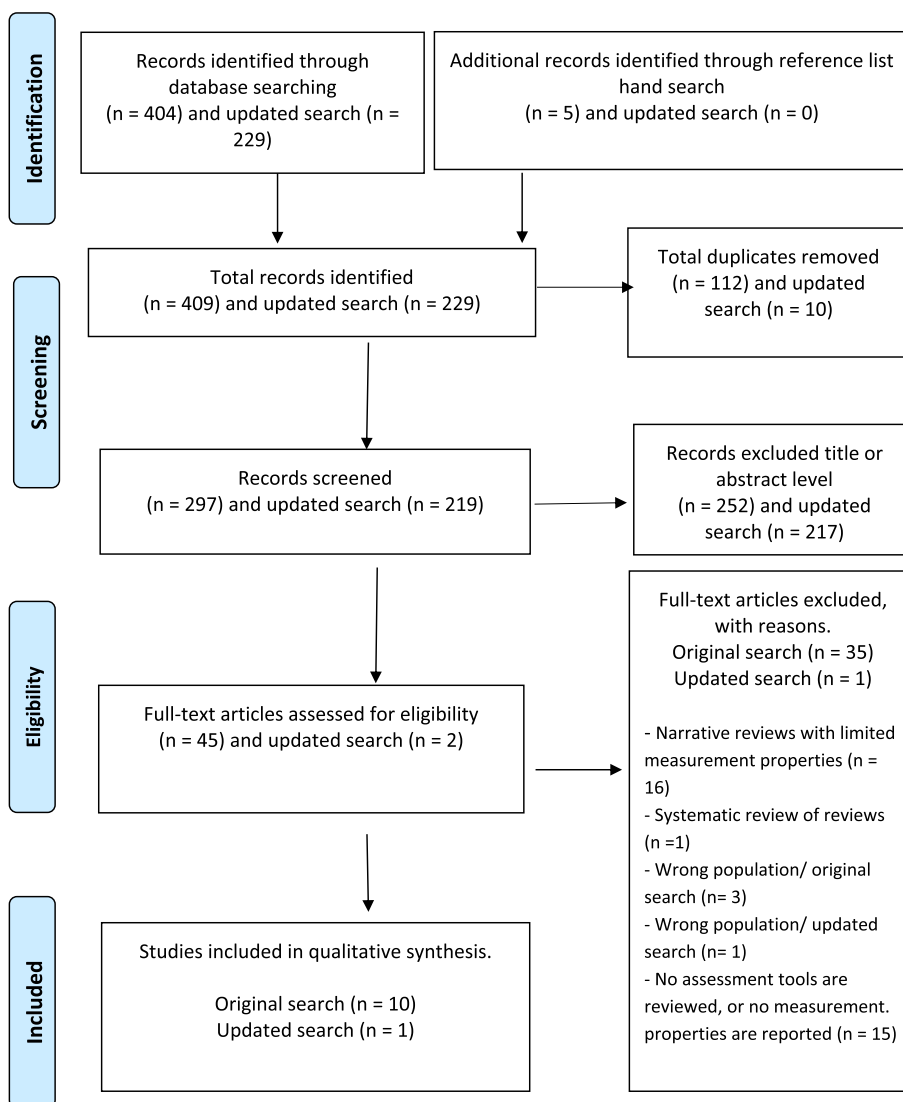 Identification
Records identified through
database searching
(n = 404) and updated search (n =
229)
Additional records identified through reference list
hand search
(n = 5) and updated search (n = 0)
Screening
Total records identified
(n = 409) and updated search (n = 229)
Total duplicates removed
(n = 112) and updated
search (n = 10)
Records screened
(n = 297) and updated search (n = 219)
Records excluded title or
abstract level
(n = 252) and updated
search (n = 217)
Eligibility
Full-text articles assessed for eligibility
(n = 45) and updated search (n = 2)
Full-text articles excluded,
with reasons.
Original search (n = 35)
Updated search (n = 1)
- Narrative reviews with limited
measurement properties (n =
16)
- Systematic review of reviews
(n =1)
- Wrong population/ original
search (n= 3)
- Wrong population/ updated
search (n= 1)
- No assessment tools are
reviewed, or no measurement.
properties are reported (n = 15)
Included
Studies included in qualitative synthesis.
Original search (n = 10)
Updated search (n = 1)